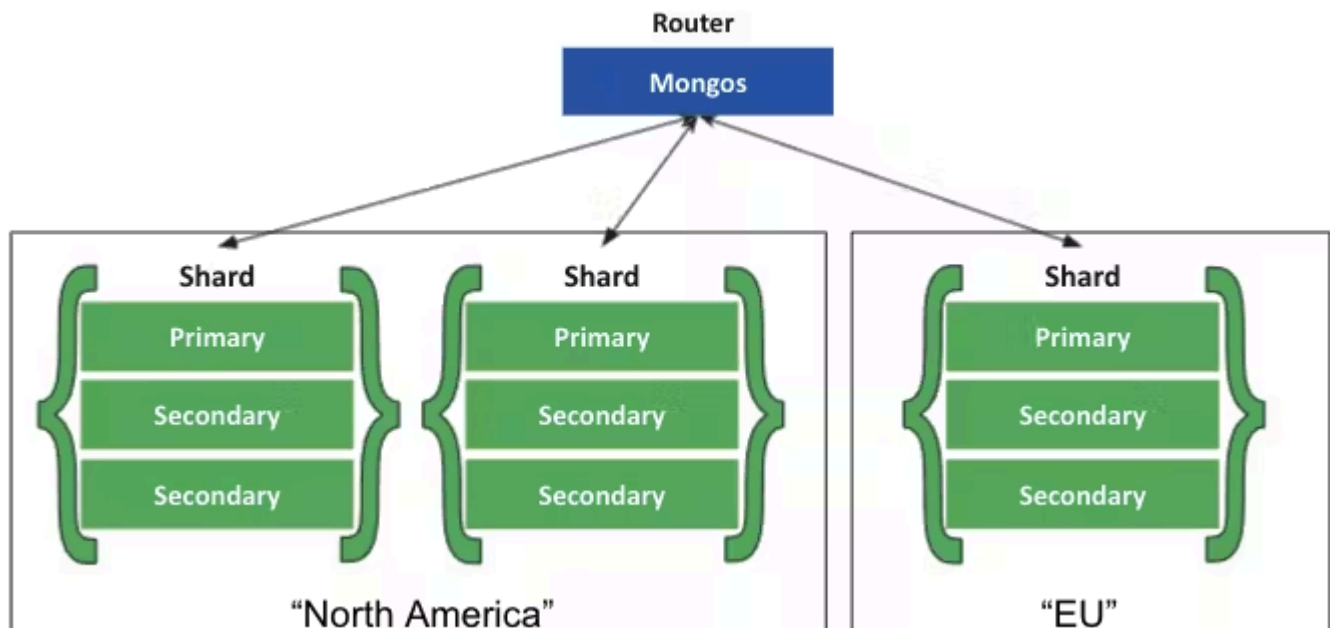 Router
Mongos
Shard Shard Shard
Primary Primary Primary
Secondary Secondary Secondary
Secondary Secondary Secondary
“North America” “EU”